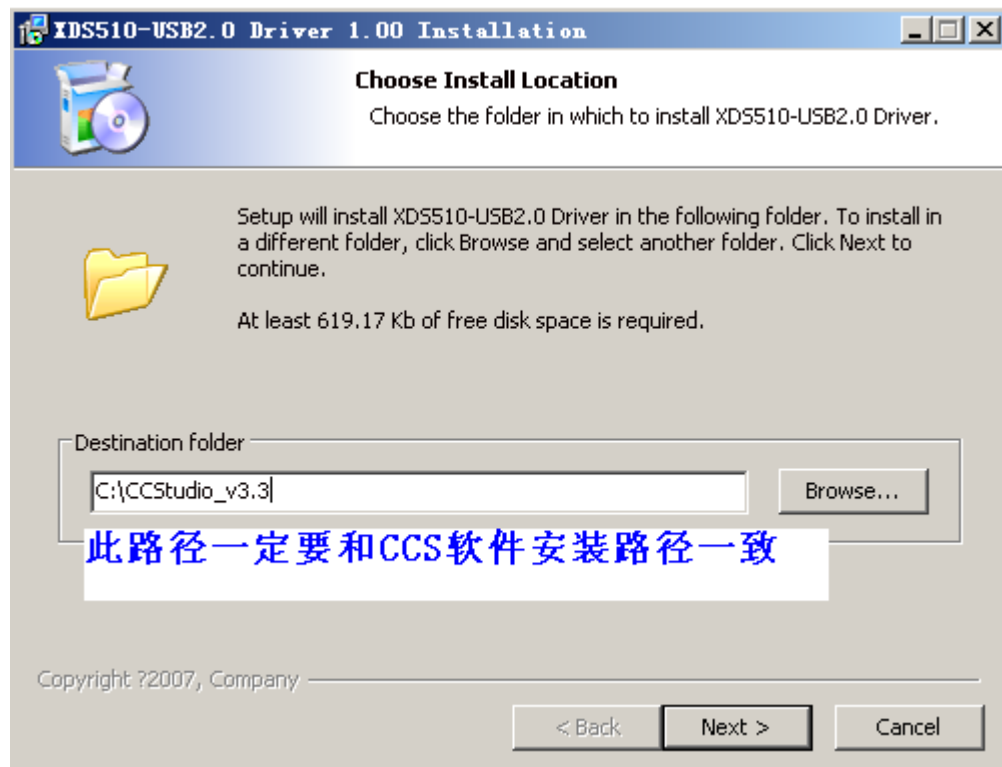 XDS510-USB2.0 Driver 1.00 Installation
Choose Install Location
Choose the folder in which to install XDS510-USB2.0 Driver.
Setup will install XDS510-USB2.0 Driver in the following folder. To install in
a different folder, click Browse and select another folder. Click Next to
continue.
At least 619.17 Kb of free disk space is required.
Destination folder
C:\CCStudio_v3.3
Browse...
此路径一定要和CCS软件安装路径一致
Copyright ?2007, Company
< Back
Next >
Cancel